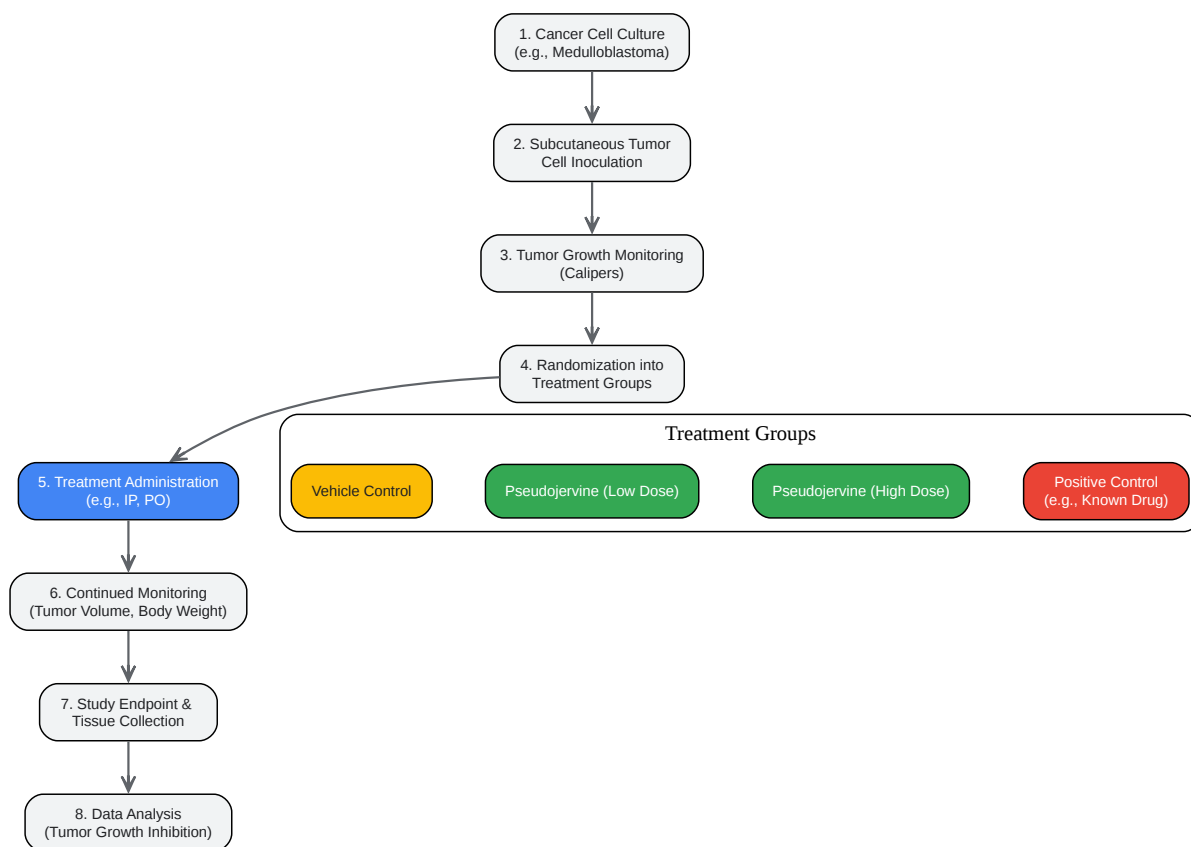 1. Cancer Cell Culture
(e.g., Medulloblastoma)
2. Subcutaneous Tumor
Cell Inoculation
3. Tumor Growth Monitoring
(Calipers)
4. Randomization into
Treatment Groups
Treatment Groups
5. Treatment Administration
(e.g., IP, PO)
Vehicle Control
Pseudojervine (Low Dose)
Pseudojervine (High Dose)
Positive Control
(e.g., Known Drug)
6. Continued Monitoring
(Tumor Volume, Body Weight)
7. Study Endpoint &
Tissue Collection
8. Data Analysis
(Tumor Growth Inhibition)